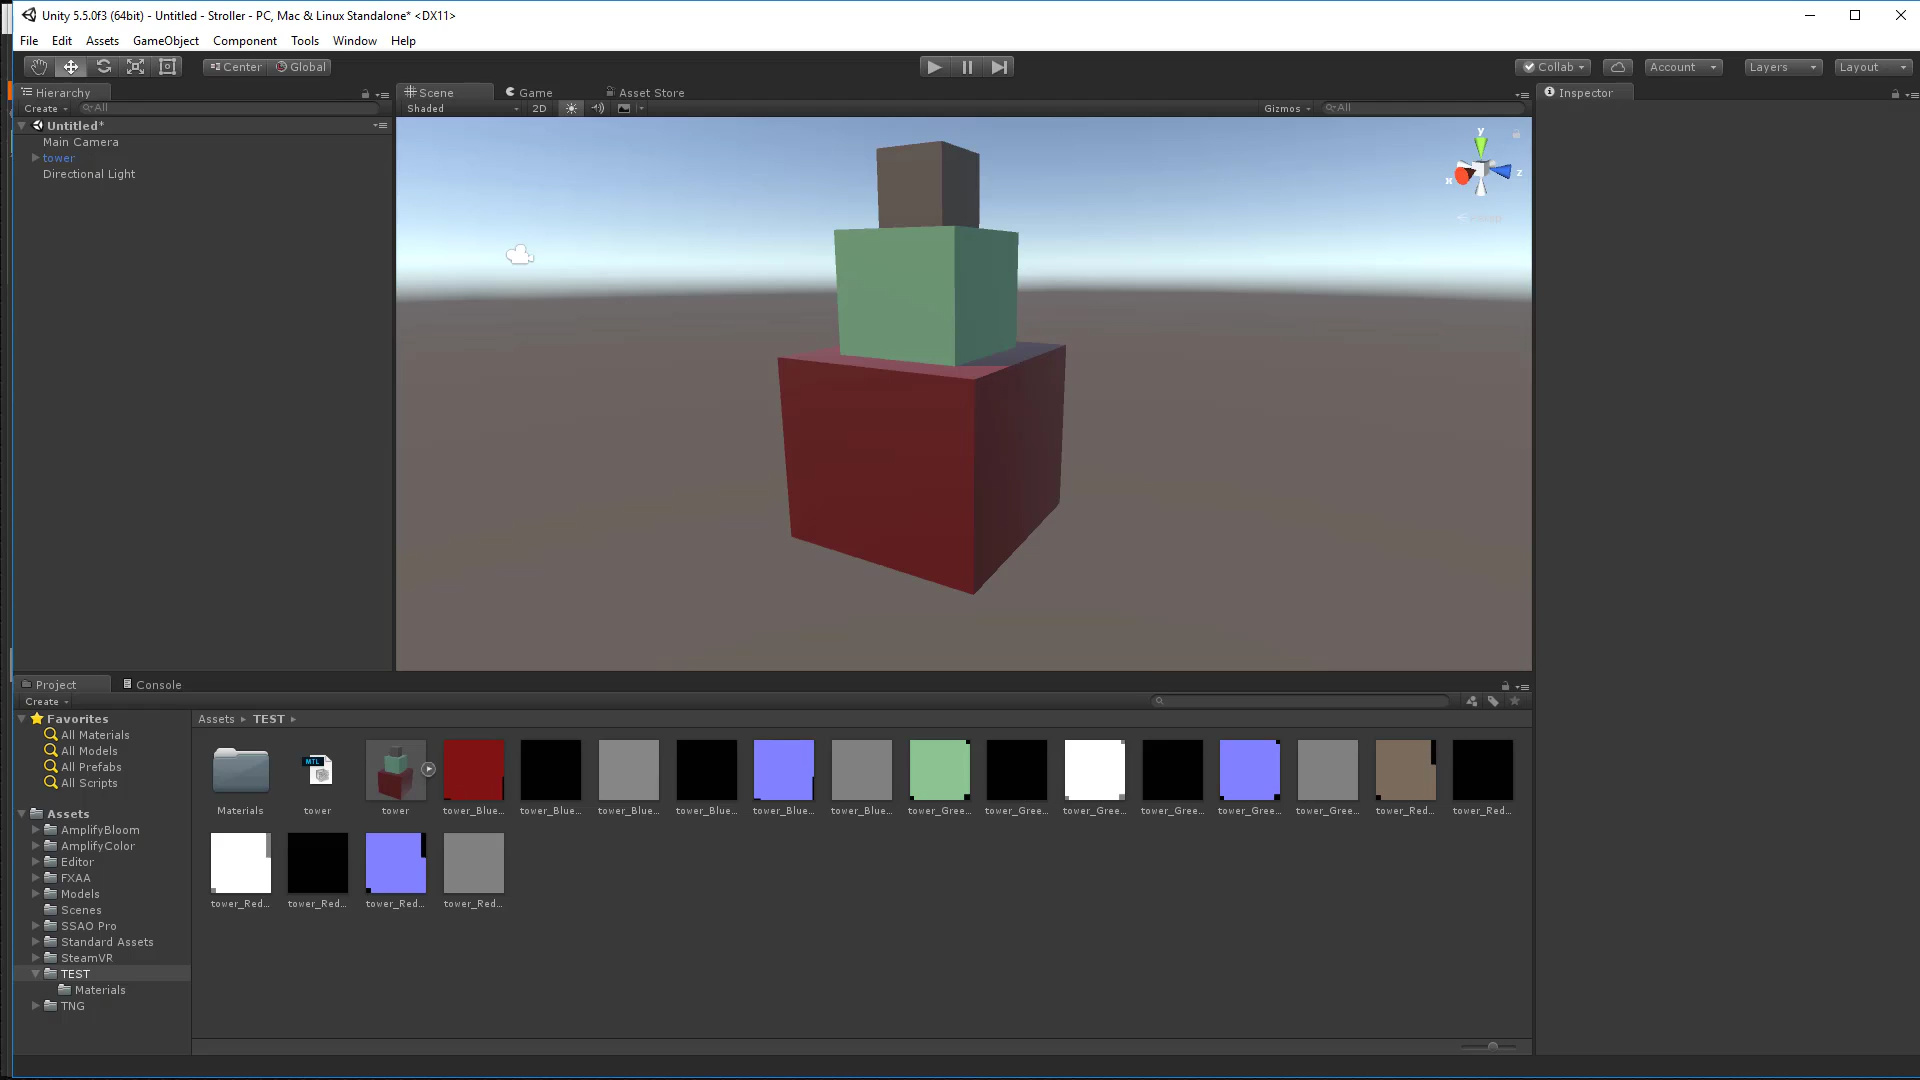 Unity 5.5.0f3 (64bit) - Untitled - Stroller - PC, Mac & Linux Standalone* <DX11>
File Edit Assets GameObject Component Tools Window Help
Center Global Collab Account Layers Layout
Hierarchy
Create All
Untitled*
Main Camera
tower
Directional Light
Scene Game Asset Store
Shaded 2D Gizmos All
y
x z
Inspector
Project Console
Create
Favorites
All Materials
All Models
All Prefabs
All Scripts
Assets
AmplifyBloom
AmplifyColor
Editor
FXAA
Models
Scenes
SSAO Pro
Standard Assets
SteamVR
TEST
Materials
TNG
Assets TEST
MTL
Materials tower tower tower_Blue... tower_Blue... tower_Blue... tower_Blue... tower_Blue... tower_Blue... tower_Gree... tower_Gree... tower_Gree... tower_Gree... tower_Gree... tower_Gree... tower_Red... tower_Red...
tower_Red... tower_Red... tower_Red... tower_Red...